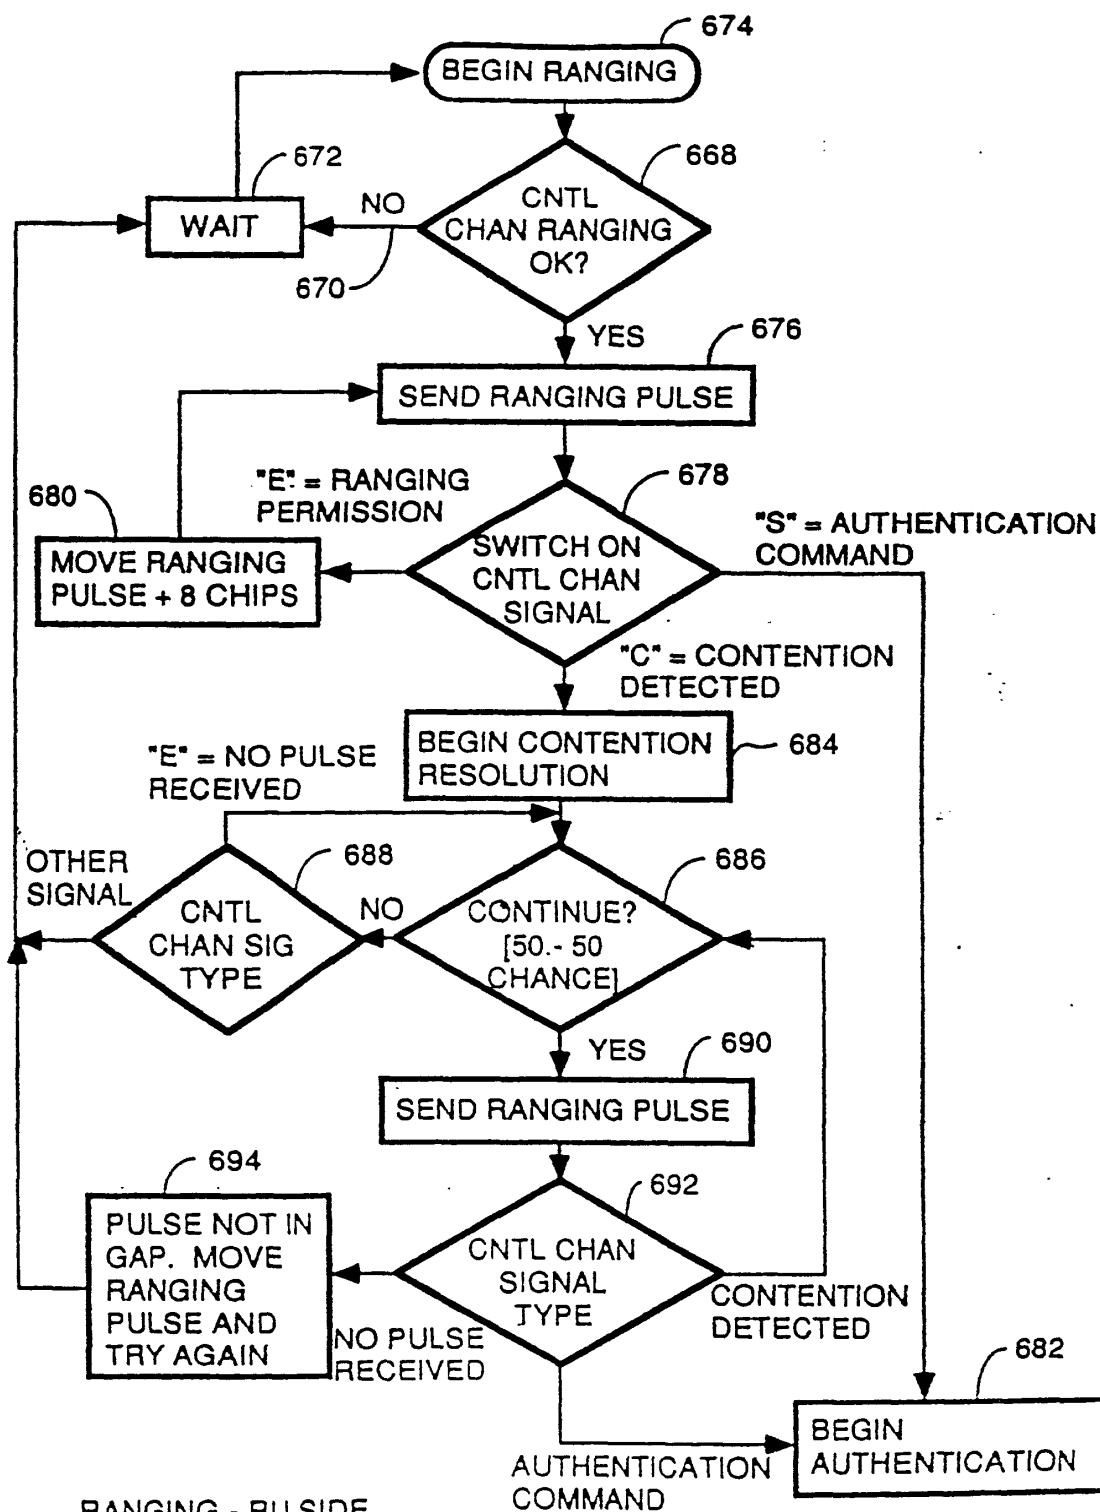 674
BEGIN RANGING
672
668
WAIT
NO
CNTL
CHAN RANGING
OK?
670
YES
676
SEND RANGING PULSE
"E" = RANGING
PERMISSION
678
680
"S" = AUTHENTICATION
COMMAND
MOVE RANGING
PULSE + 8 CHIPS
SWITCH ON
CNTL CHAN
SIGNAL
"C" = CONTENTION
DETECTED
BEGIN CONTENTION
RESOLUTION
684
"E" = NO PULSE
RECEIVED
OTHER
SIGNAL
688
686
CNTL
CHAN SIG
TYPE
NO
CONTINUE?
[50.- 50
CHANCE]
YES
690
SEND RANGING PULSE
694
692
PULSE NOT IN
GAP. MOVE
RANGING
PULSE AND
TRY AGAIN
CNTL CHAN
SIGNAL
TYPE
CONTENTION
DETECTED
NO PULSE
RECEIVED
682
BEGIN
AUTHENTICATION
AUTHENTICATION
COMMAND
RANGING - RU SIDE